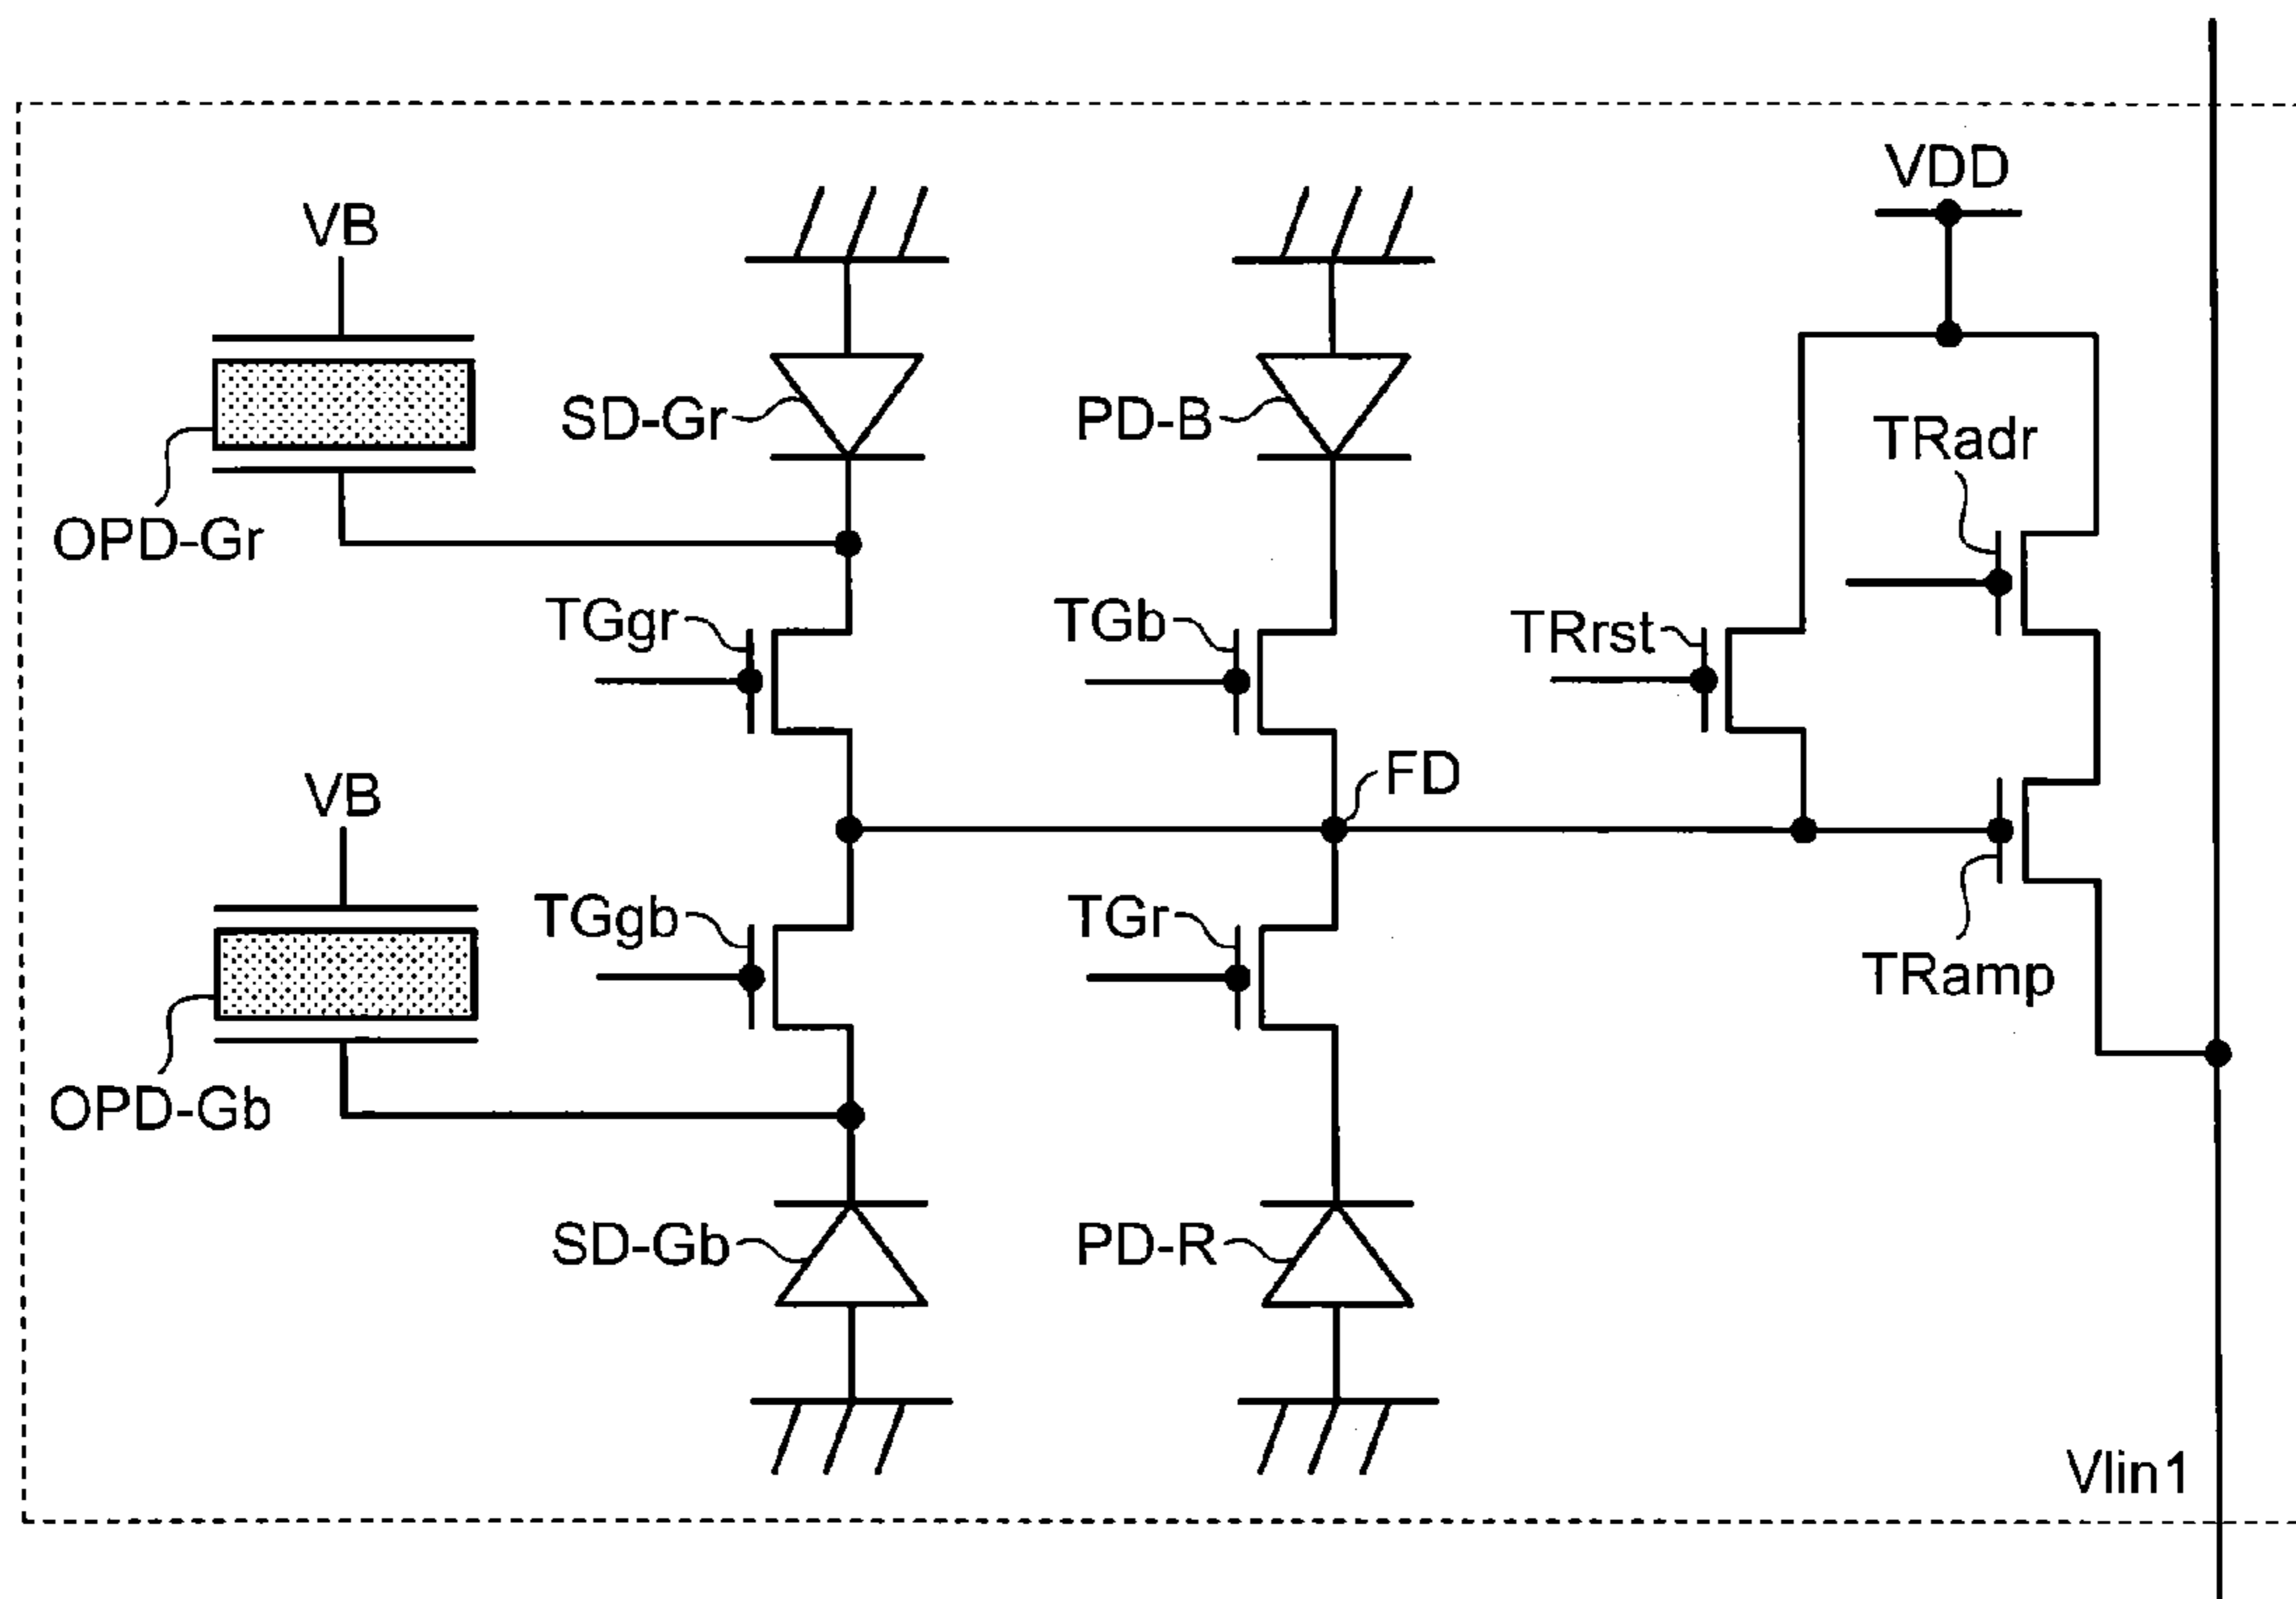 VDD
VB
SD-Gr
PD-B
TRadr
OPD-Gr
TGgr
TGb
TRrst
FD
VB
TGgb
TGr
TRamp
OPD-Gb
SD-Gb
PD-R
Vlin1